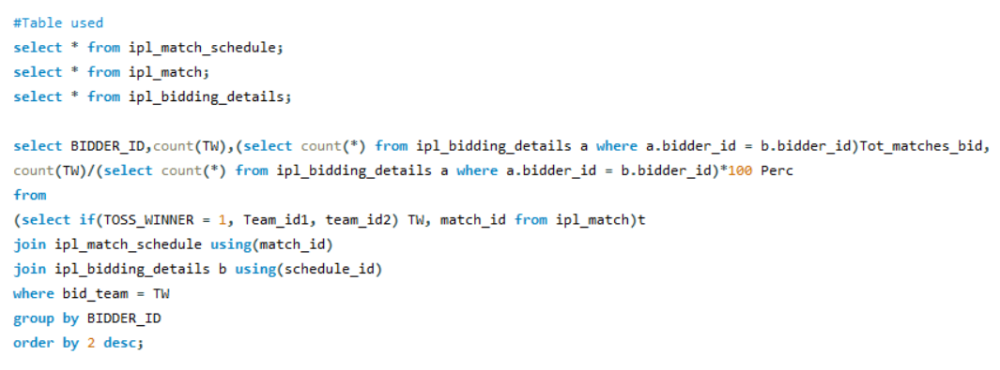 #Table used
select * from ipl_match_schedule;
select * from ipl_match;
select * from ipl_bidding_details;
select BIDDER_ID,count(TW),(select count(*) from ipl_bidding_details a where a.bidder_id = b.bidder_id)Tot_matches_bid,
count(TW)/(select count(*) from ipl_bidding_details a where a.bidder_id = b.bidder_id)*100 Perc
from
(select if(TOSS_WINNER = 1, Team_id1, team_id2) TW, match_id from ipl_match)t
join ipl_match_schedule using(match_id)
join ipl_bidding_details b using(schedule_id)
where bid_team = TW
group by BIDDER_ID
order by 2 desc;